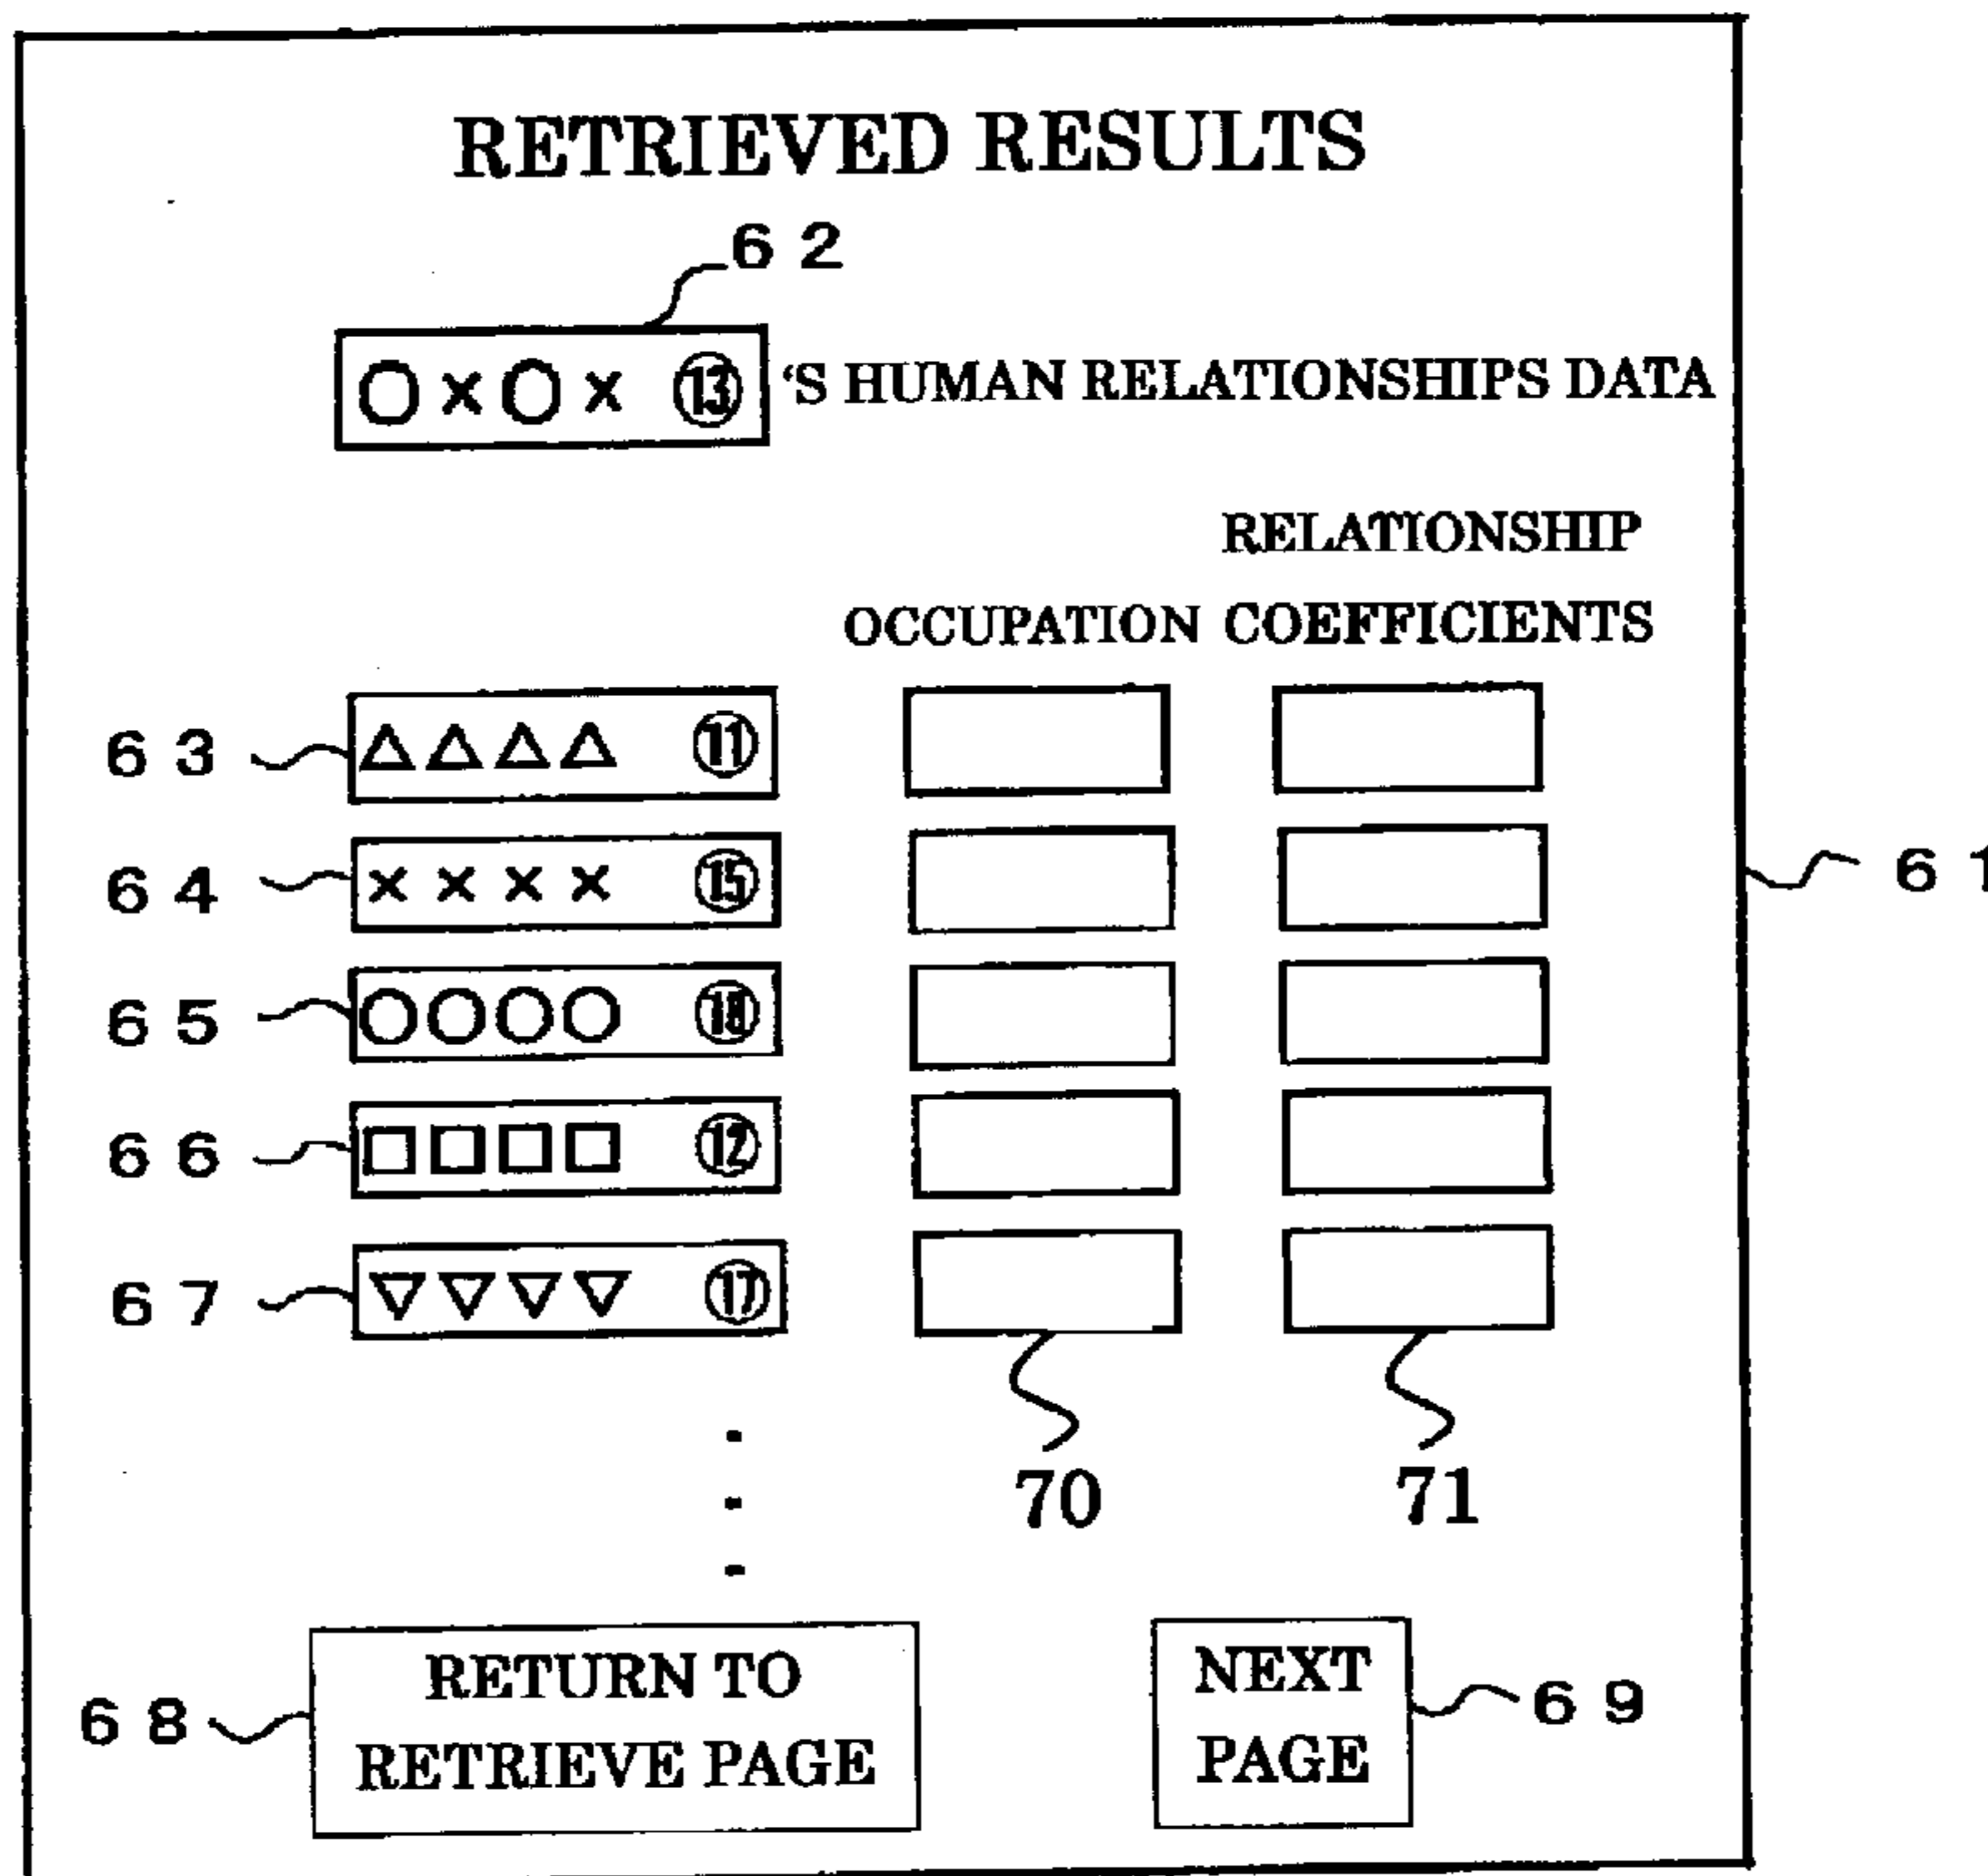 RETRIEVED RESULTS
62
○×○× ⑬ 'S HUMAN RELATIONSHIPS DATA
RELATIONSHIP
OCCUPATION COEFFICIENTS
63 △△△△ ⑪
64 ×××× ⑮
61
65 ○○○○
66 □□□□ ⑫
67 ▽▽▽▽ ⑰
70 71
RETURN TO
RETRIEVE PAGE
68
NEXT
PAGE
69